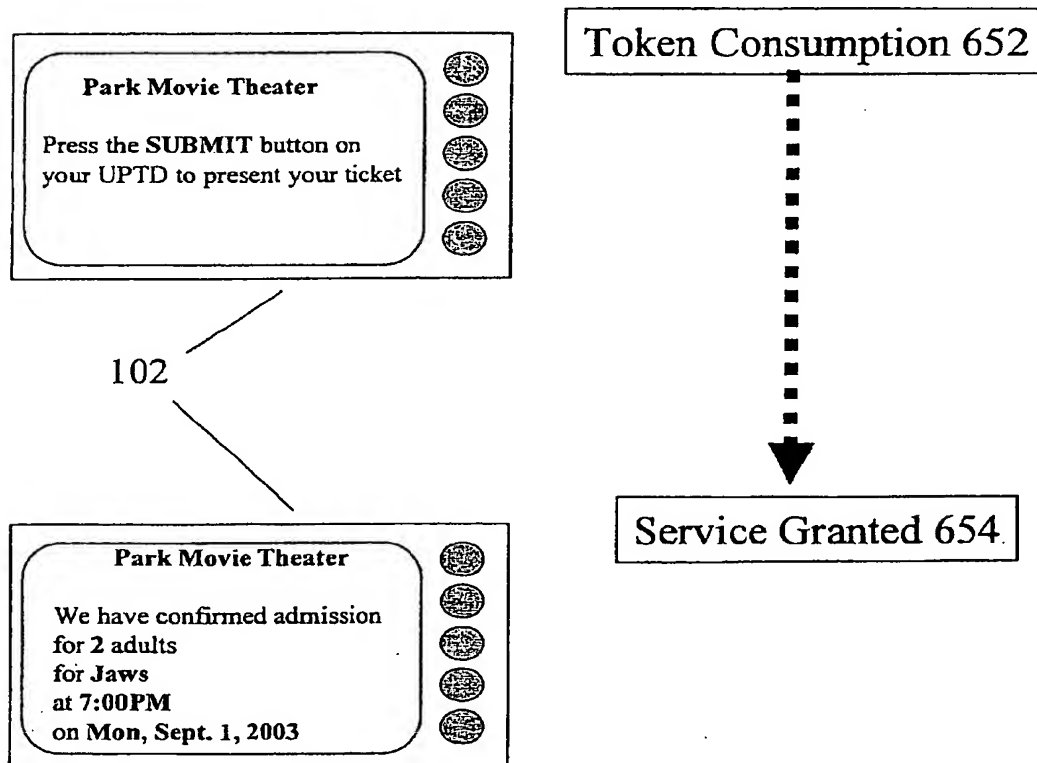 Park Movie Theater
Press the SUBMIT button on
your UPTD to present your ticket
Token Consumption 652
102
Service Granted 654
Park Movie Theater
We have confirmed admission
for 2 adults
for Jaws
at 7:00PM
on Mon, Sept. 1, 2003